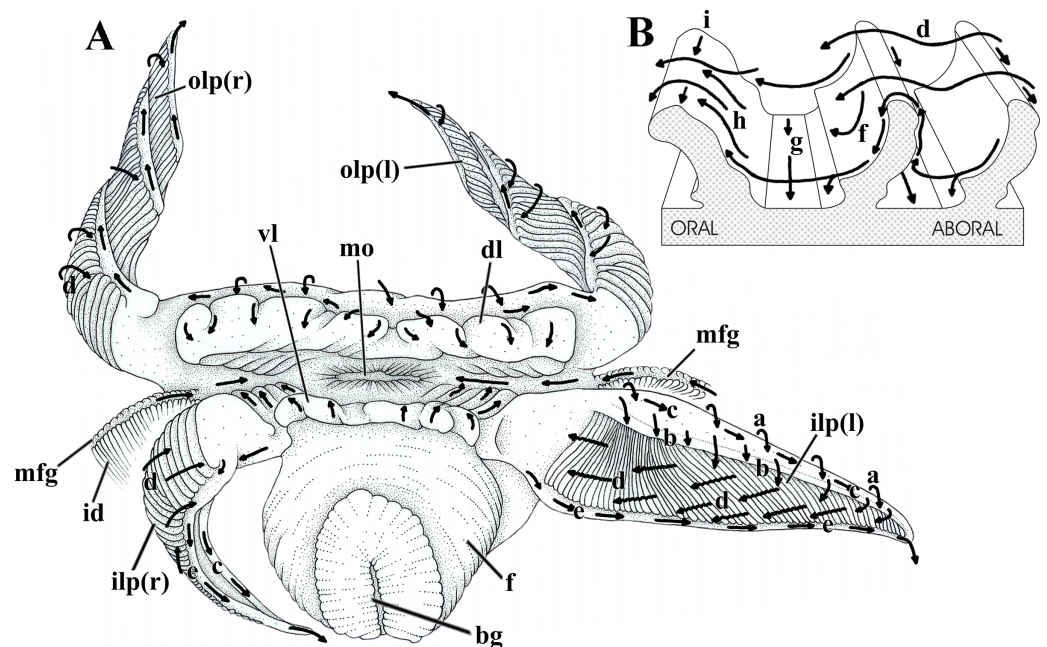 A
olp(r)
olp(l)
vl
mo
dl
d
mfg
mfg
id
d
ilp(r)
e
c
c
a
b
b
ilp(l)
a
c
d
d
e
e
f
bg
B
i
d
h
g
f
ORAL
ABORAL